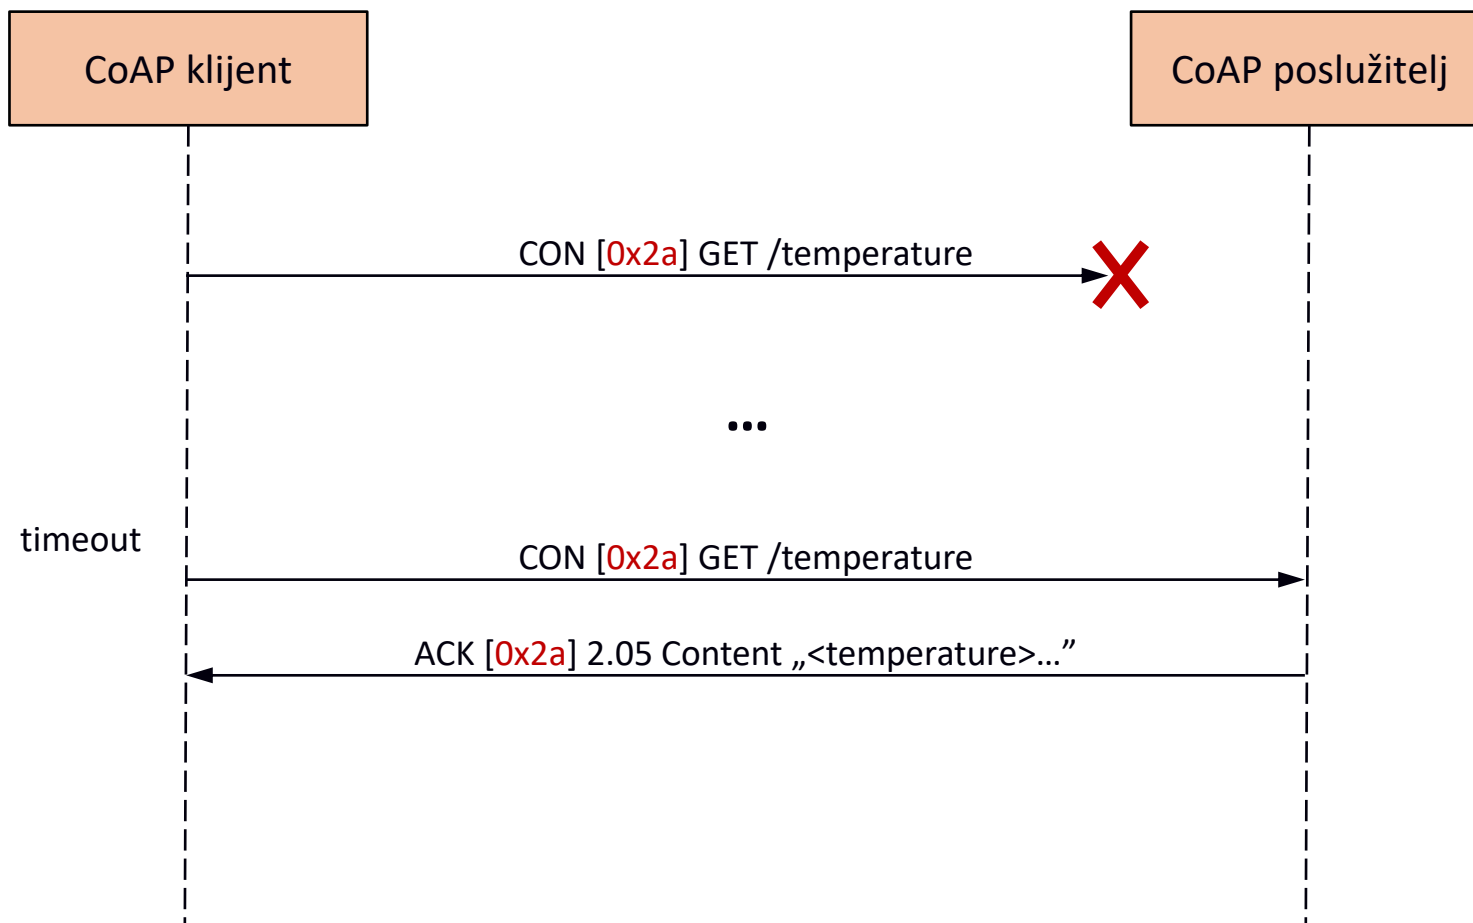 CoAP klijent
CoAP poslužitelj
CON [0x2a] GET /temperature
...
timeout
CON [0x2a] GET /temperature
ACK [0x2a] 2.05 Content „<temperature>...”